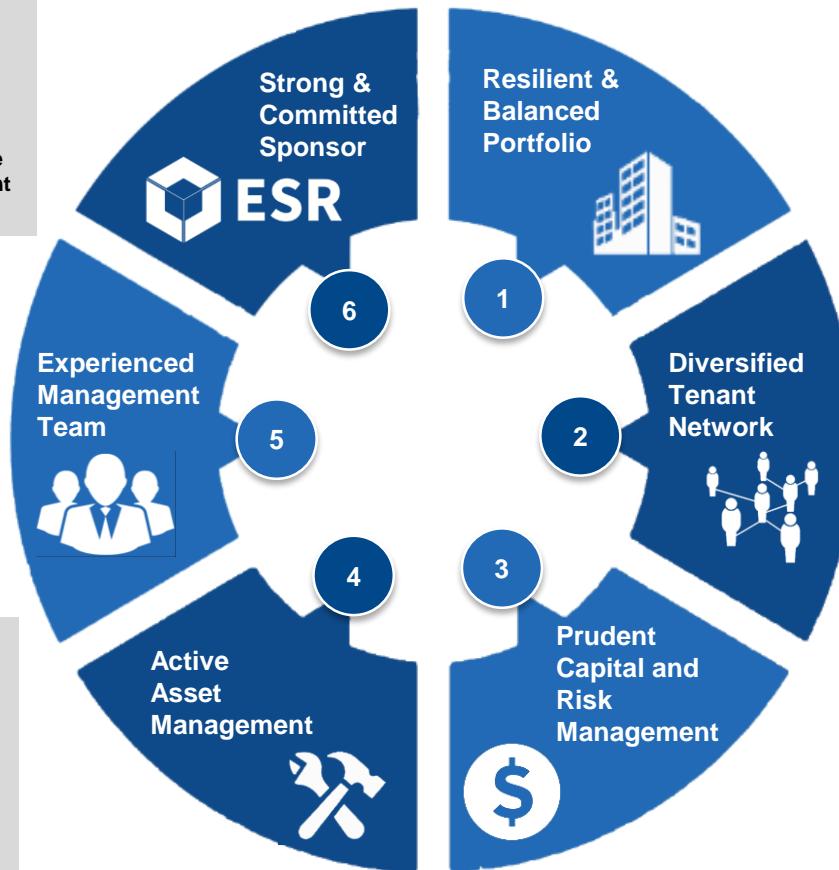 Strong &
Committed
Sponsor
ESR
6
Resilient &
Balanced
Portfolio
1
Diversified
Tenant
Network
2
Prudent
Capital and
Risk
Management
3
$
Active
Asset
Management
4
Experienced
Management
Team
5